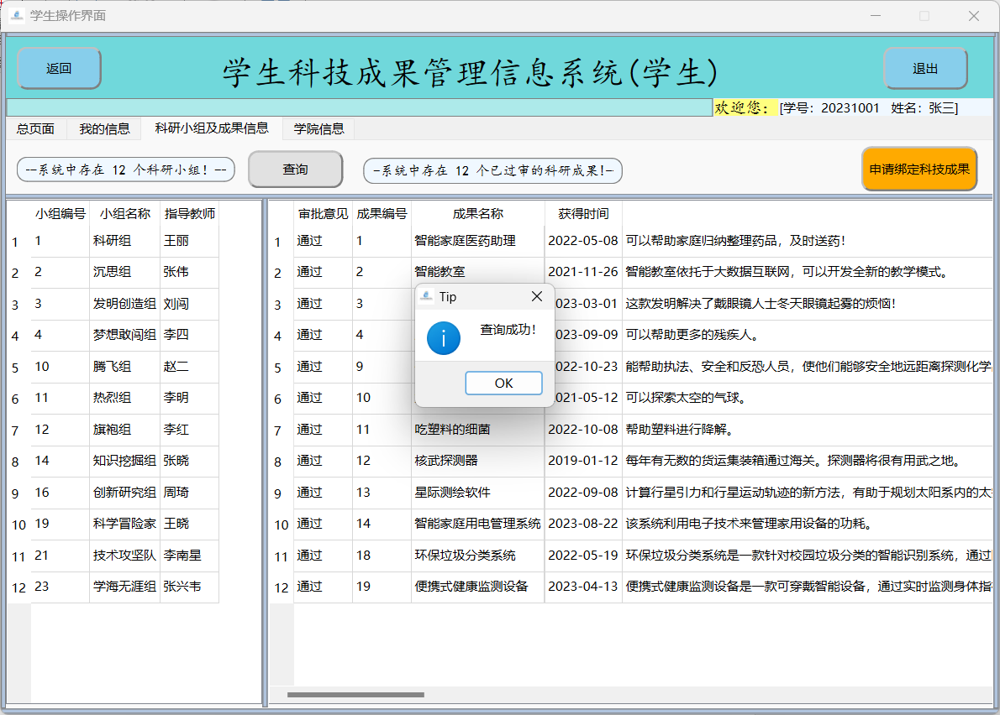 学生操作界面
返回
学生科技成果管理信息系统(学生)
退出
欢迎您: [学号: 20231001 姓名: 张三]
总页面 我的信息 科研小组及成果信息 学院信息
--系统中存在 12 个科研小组! --
查询
-系统中存在 12 个已过审的科研成果!-
申请绑定科技成果
小组编号 小组名称 指导教师
1 1 科研组 王丽
2 2 沉思组 张伟
3 3 发明创造组 刘闯
4 4 梦想敢闯组 李四
5 10 腾飞组 赵二
6 11 热烈组 李明
7 12 旗袍组 李红
8 14 知识挖掘组 张晓
9 16 创新研究组 周琦
10 19 科学冒险家 王晓
11 21 技术攻坚队 李南星
12 23 学海无涯组 张兴韦
审批意见 成果编号 成果名称 获得时间
1 通过 1 智能家庭医药助理 2022-05-08 可以帮助家庭归纳整理药品，及时送药!
2 通过 2 智能教室 2021-11-26 智能教室依托于大数据互联网，可以开发全新的教学模式。
3 通过 3 023-03-01 这款发明解决了戴眼镜人士冬天眼镜起雾的烦恼!
4 通过 4 023-09-09 可以帮助更多的残疾人。
5 通过 9 022-10-23 能帮助执法、安全和反恐人员，使他们能够安全地远距离探测化学
6 通过 10 021-05-12 可以探索太空的气球。
7 通过 11 吃塑料的细菌 2022-10-08 帮助塑料进行降解。
8 通过 12 核武探测器 2019-01-12 每年有无数的货运集装箱通过海关。探测器将很有用武之地。
9 通过 13 星际测绘软件 2022-09-08 计算行星引力和行星运动轨迹的新方法，有助于规划太阳系内的太
10 通过 14 智能家庭用电管理系统 2023-08-22 该系统利用电子技术来管理家用设备的功耗。
11 通过 18 环保垃圾分类系统 2022-05-19 环保垃圾分类系统是一款针对校园垃圾分类的智能识别系统，通过
12 通过 19 便携式健康监测设备 2023-04-13 便携式健康监测设备是一款可穿戴智能设备，通过实时监测身体指
Tip
查询成功!
OK